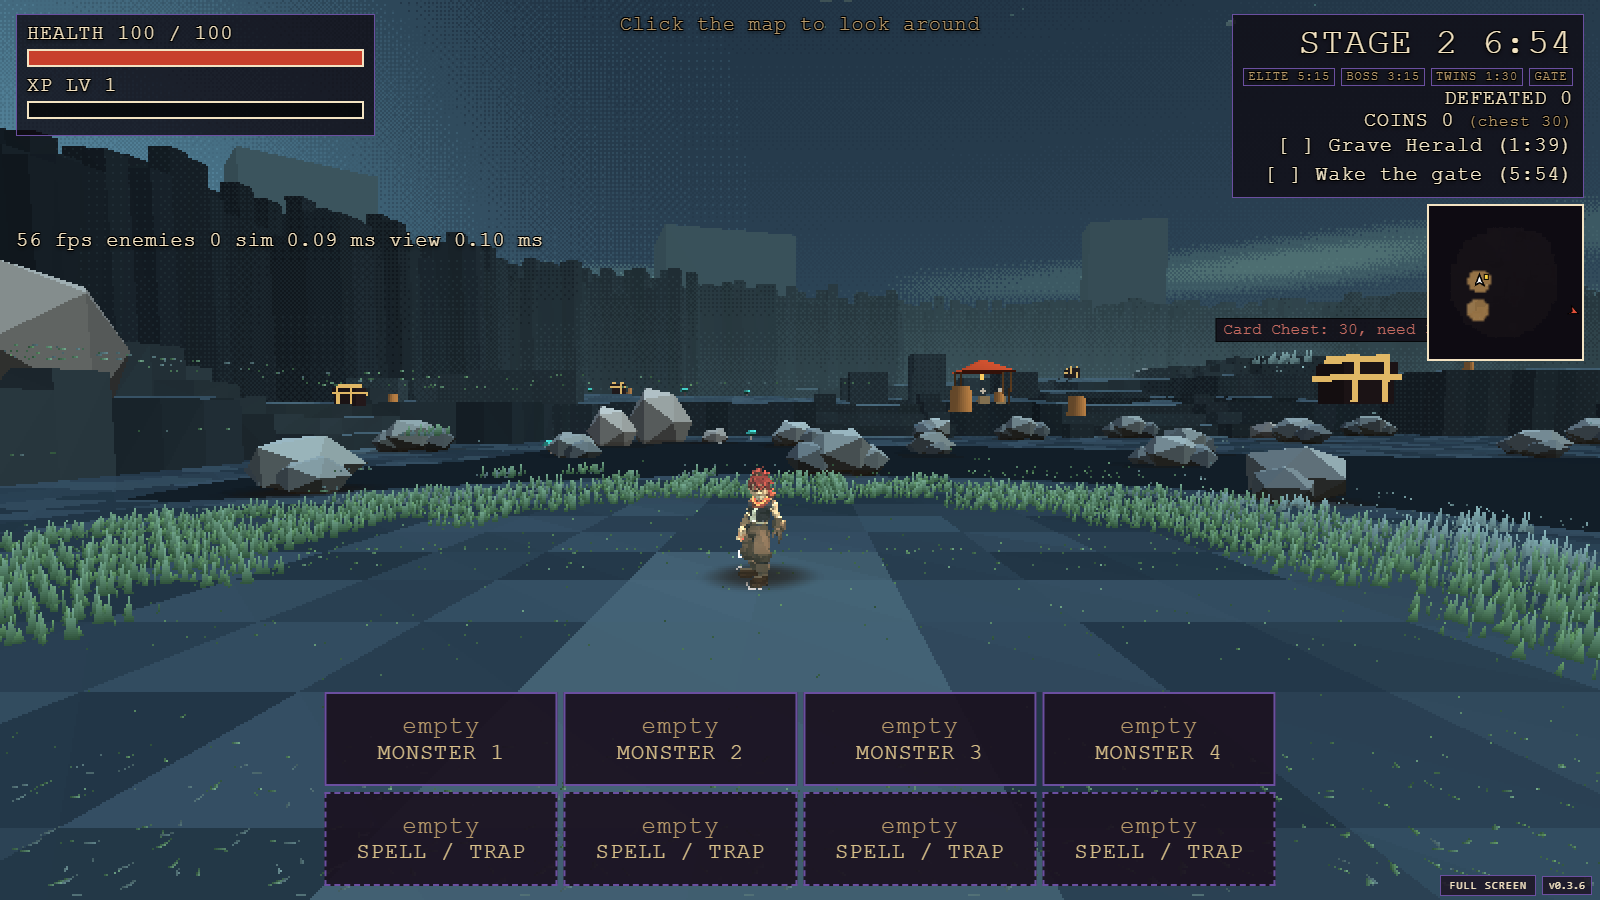 HEALTH 100 / 100
XP LV 1
Click the map to look around
STAGE 2 6:54
ELITE 5:15 BOSS 3:15 TWINS 1:30 GATE
DEFEATED 0
COINS 0 (chest 30)
[ ] Grave Herald (1:39)
[ ] Wake the gate (5:54)
56 fps enemies 0 sim 0.09 ms view 0.10 ms
Card Chest: 30, need
empty
MONSTER 1
empty
MONSTER 2
empty
MONSTER 3
empty
MONSTER 4
empty
SPELL / TRAP
empty
SPELL / TRAP
empty
SPELL / TRAP
empty
SPELL / TRAP
FULL SCREEN
v0.3.6